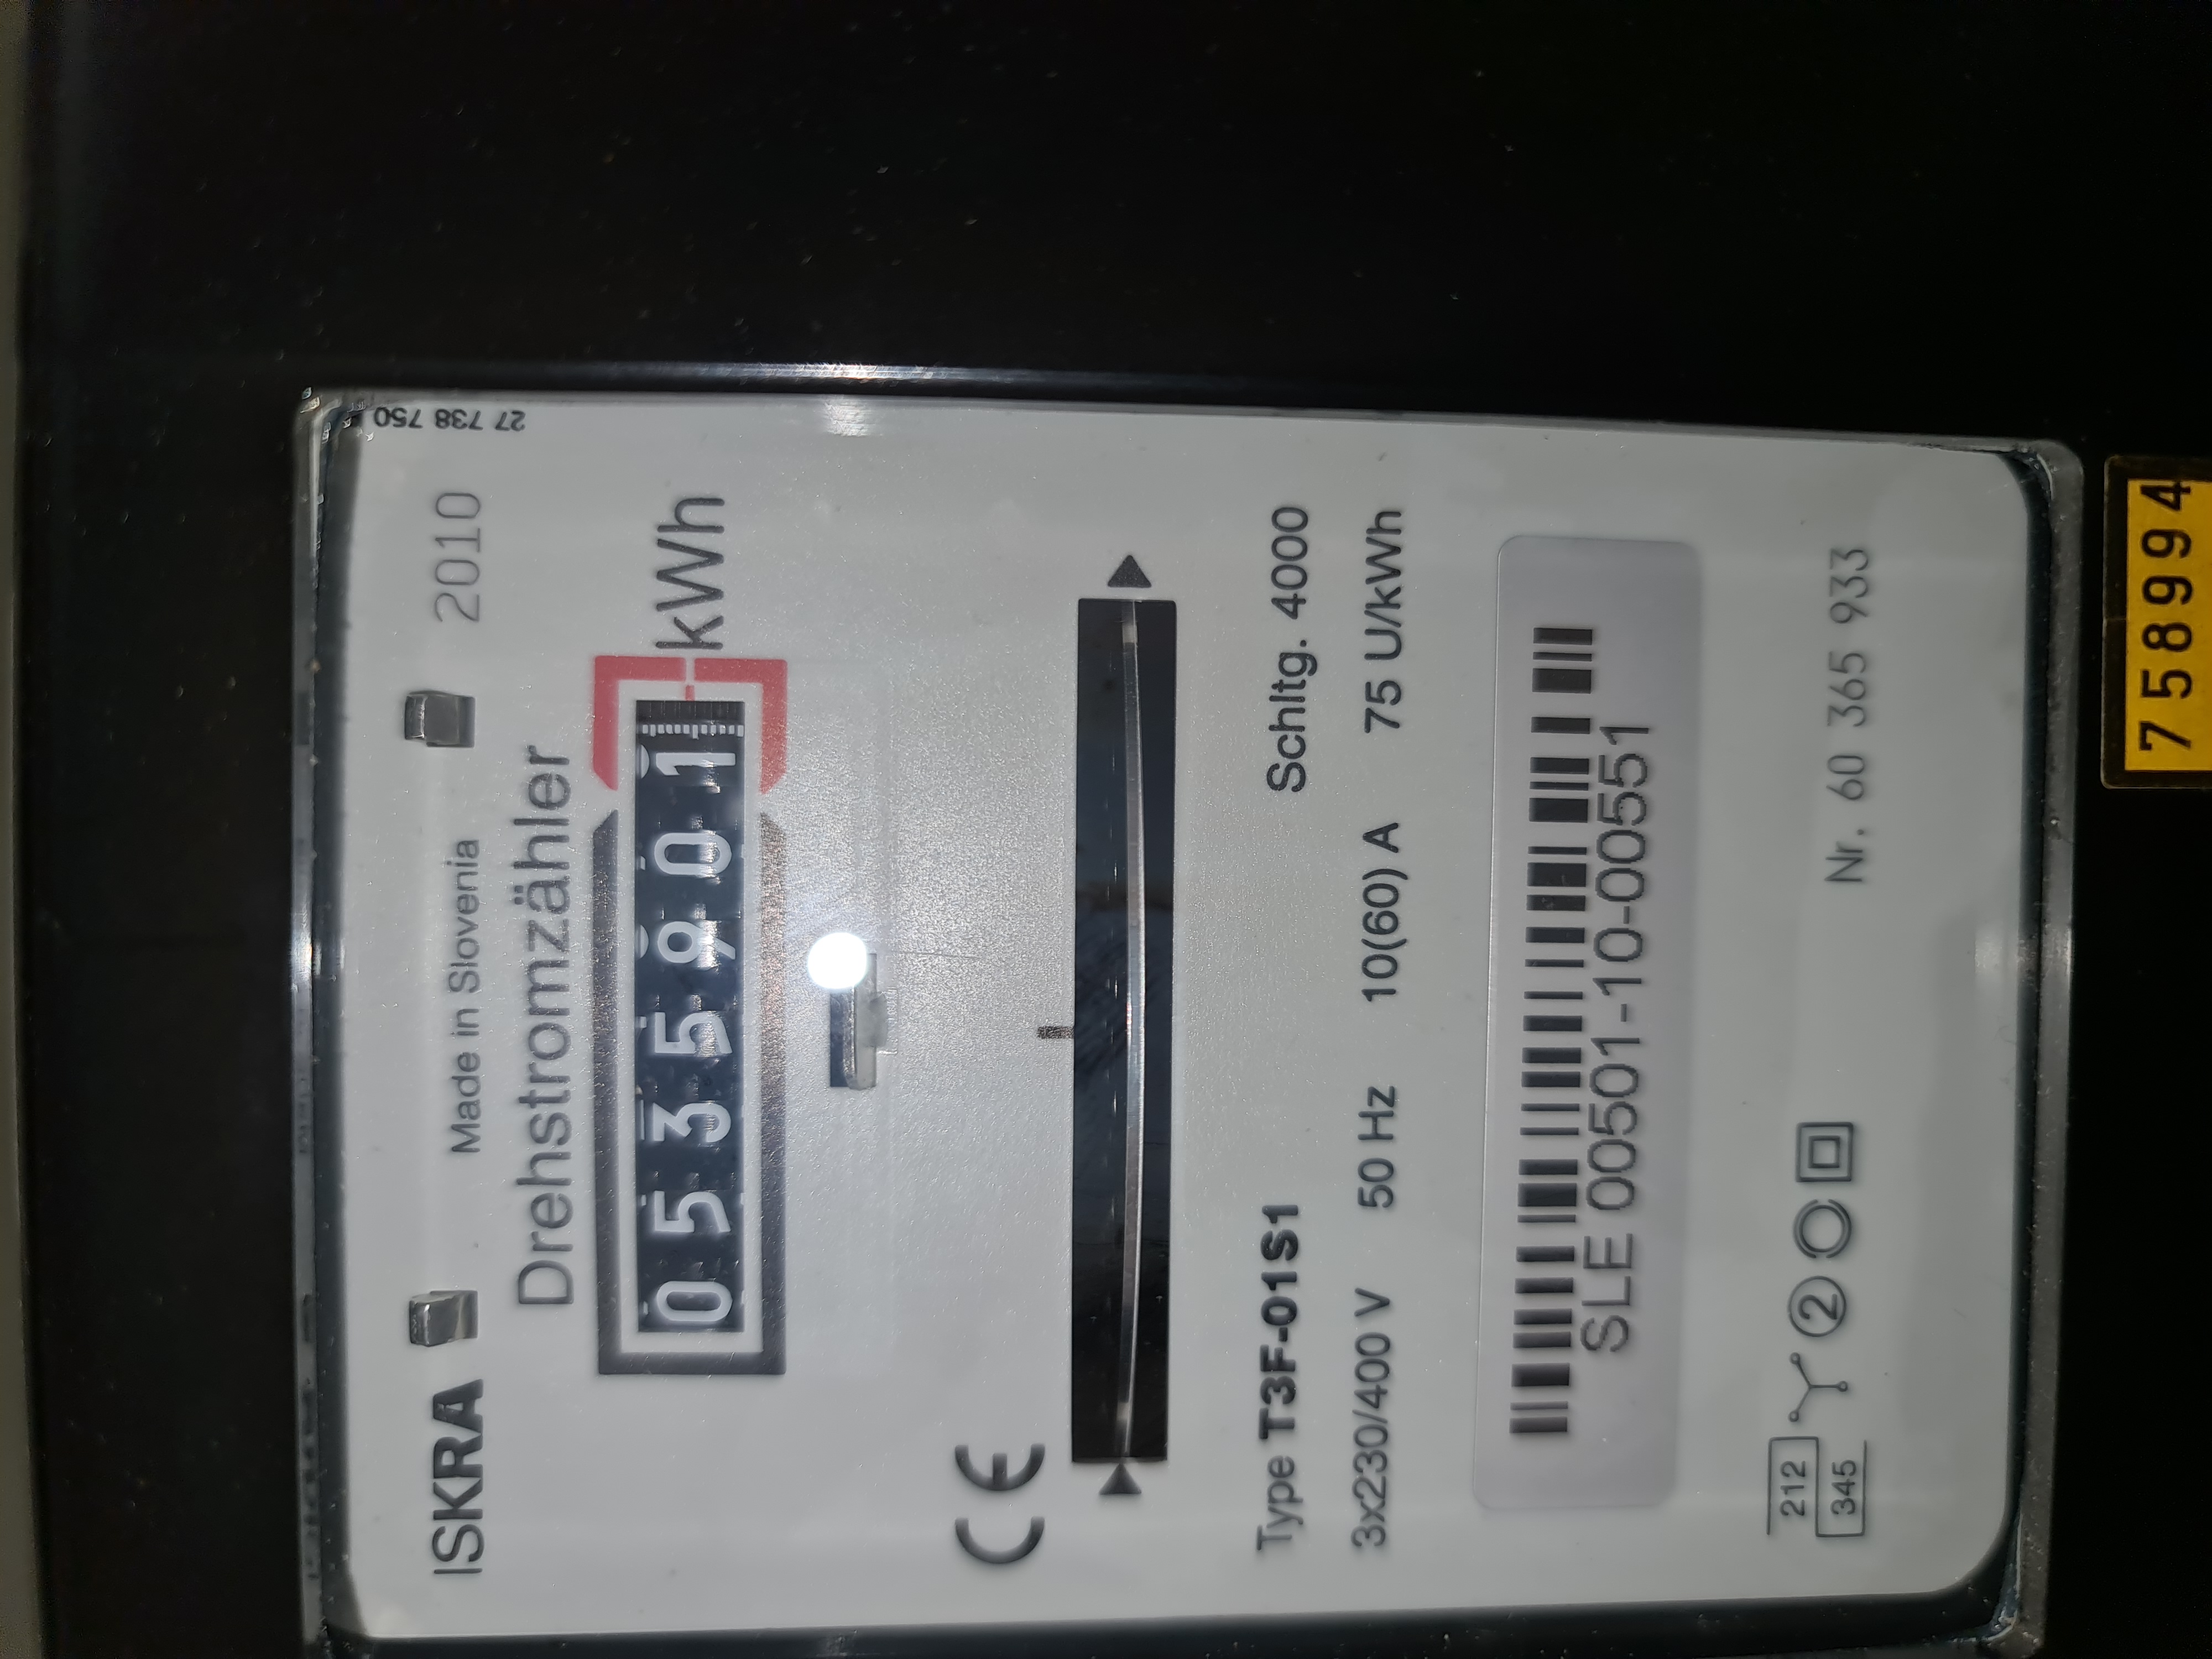 27 738 750
ISKRA Made in Slovenia 2010
Drehstromzähler
0 5 3 5 9 0 1 kWh
CE
Type T3F-01S1 Schltg. 4000
3x230/400 V 50 Hz 10(60) A 75 U/kWh
SLE 00501-10-00551
212
345
2
Nr. 60 365 933
758994